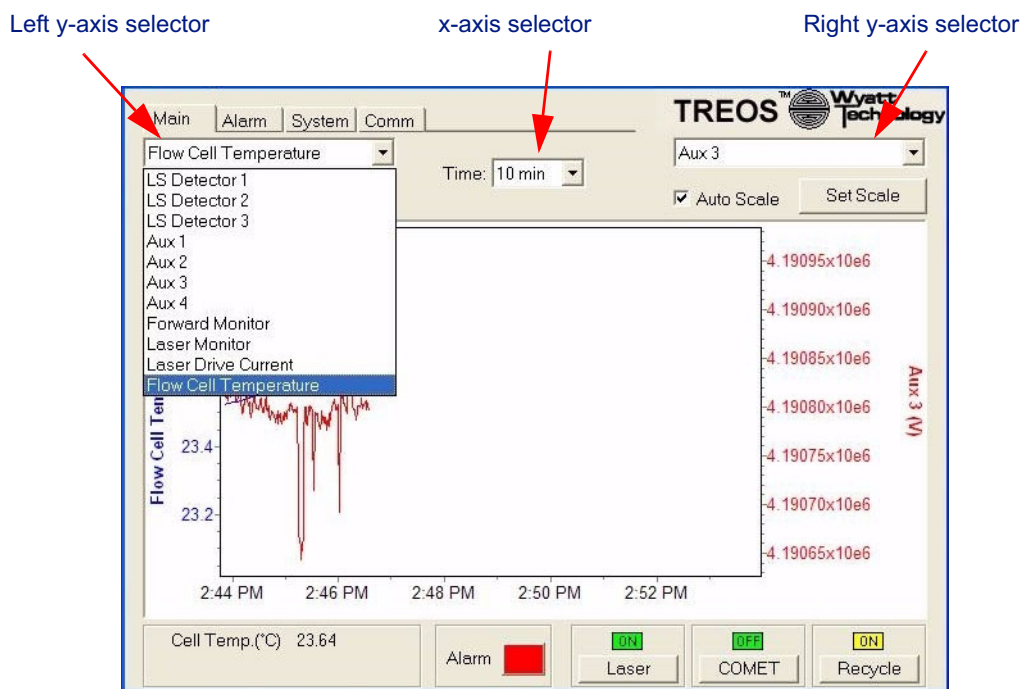 Left y-axis selector
x-axis selector
Right y-axis selector
Main
Alarm
System
Comm
TREOS™
Wyatt
Technology
Flow Cell Temperature
Time: 10 min
Aux 3
Auto Scale
Set Scale
LS Detector 1
LS Detector 2
LS Detector 3
Aux 1
Aux 2
Aux 3
Aux 4
Forward Monitor
Laser Monitor
Laser Drive Current
Flow Cell Temperature
4.19095x10e6
4.19090x10e6
4.19085x10e6
4.19080x10e6
4.19075x10e6
4.19070x10e6
4.19065x10e6
Aux 3 (V)
Flow Cell Ten
23.4
23.2
2:44 PM
2:46 PM
2:48 PM
2:50 PM
2:52 PM
Cell Temp.(°C) 23.64
Alarm
ON
Laser
OFF
COMET
ON
Recycle